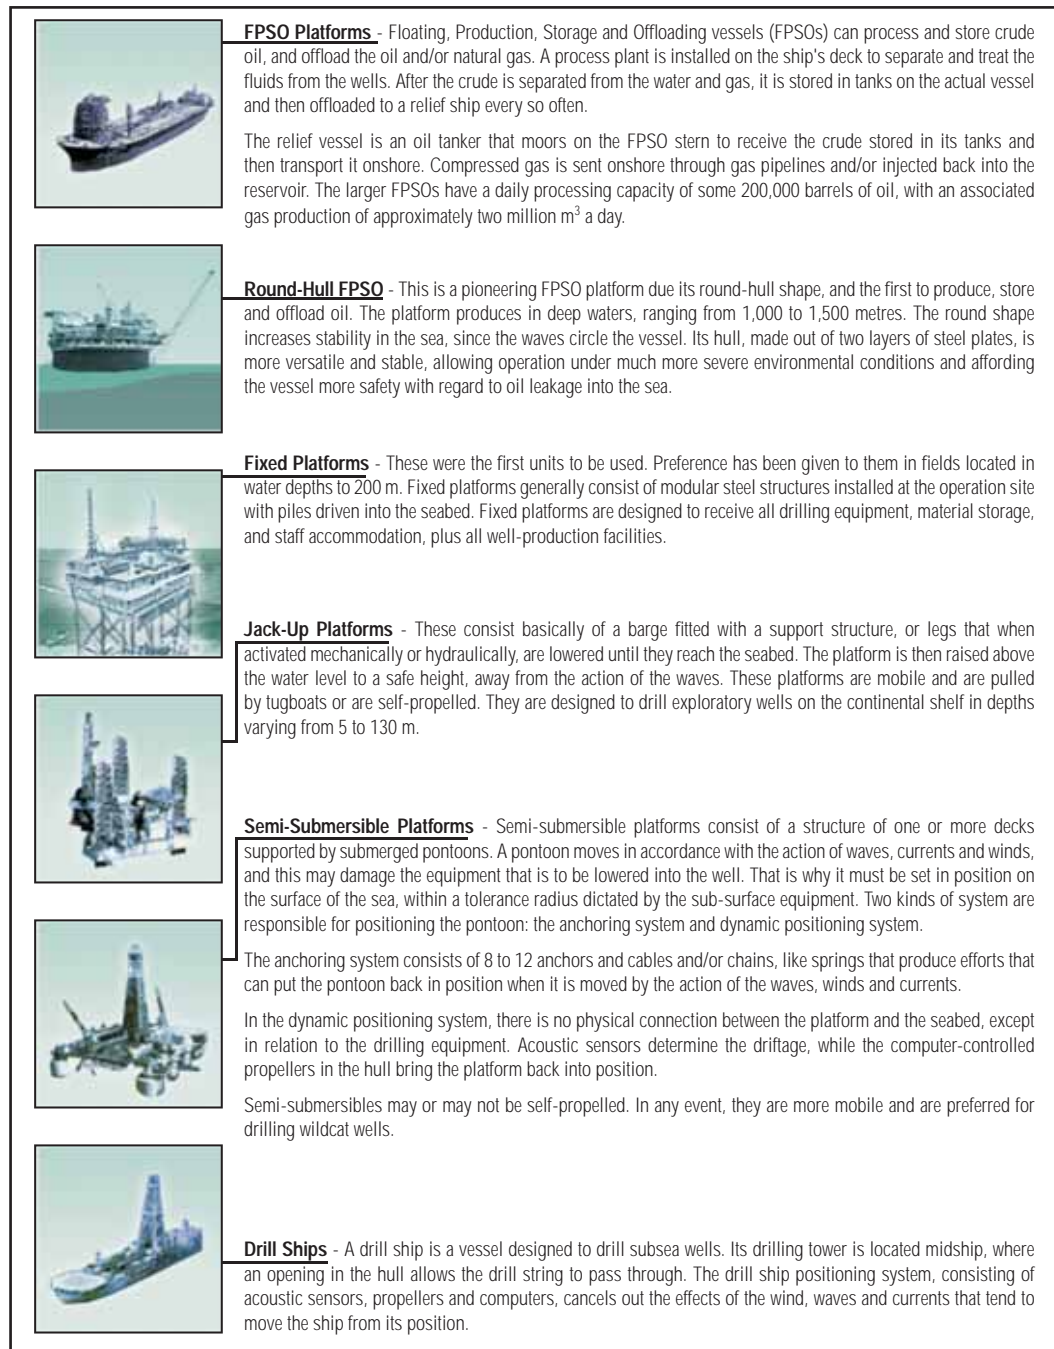 FPSO Platforms - Floating, Production, Storage and Offloading vessels (FPSOs) can process and store crude
oil, and offload the oil and/or natural gas. A process plant is installed on the ship's deck to separate and treat the
fluids from the wells. After the crude is separated from the water and gas, it is stored in tanks on the actual vessel
and then offloaded to a relief ship every so often.
The relief vessel is an oil tanker that moors on the FPSO stern to receive the crude stored in its tanks and
then transport it onshore. Compressed gas is sent onshore through gas pipelines and/or injected back into the
reservoir. The larger FPSOs have a daily processing capacity of some 200,000 barrels of oil, with an associated
gas production of approximately two million m³ a day.
Round-Hull FPSO - This is a pioneering FPSO platform due its round-hull shape, and the first to produce, store
and offload oil. The platform produces in deep waters, ranging from 1,000 to 1,500 metres. The round shape
increases stability in the sea, since the waves circle the vessel. Its hull, made out of two layers of steel plates, is
more versatile and stable, allowing operation under much more severe environmental conditions and affording
the vessel more safety with regard to oil leakage into the sea.
Fixed Platforms - These were the first units to be used. Preference has been given to them in fields located in
water depths to 200 m. Fixed platforms generally consist of modular steel structures installed at the operation site
with piles driven into the seabed. Fixed platforms are designed to receive all drilling equipment, material storage,
and staff accommodation, plus all well-production facilities.
Jack-Up Platforms - These consist basically of a barge fitted with a support structure, or legs that when
activated mechanically or hydraulically, are lowered until they reach the seabed. The platform is then raised above
the water level to a safe height, away from the action of the waves. These platforms are mobile and are pulled
by tugboats or are self-propelled. They are designed to drill exploratory wells on the continental shelf in depths
varying from 5 to 130 m.
Semi-Submersible Platforms - Semi-submersible platforms consist of a structure of one or more decks
supported by submerged pontoons. A pontoon moves in accordance with the action of waves, currents and winds,
and this may damage the equipment that is to be lowered into the well. That is why it must be set in position on
the surface of the sea, within a tolerance radius dictated by the sub-surface equipment. Two kinds of system are
responsible for positioning the pontoon: the anchoring system and dynamic positioning system.
The anchoring system consists of 8 to 12 anchors and cables and/or chains, like springs that produce efforts that
can put the pontoon back in position when it is moved by the action of the waves, winds and currents.
In the dynamic positioning system, there is no physical connection between the platform and the seabed, except
in relation to the drilling equipment. Acoustic sensors determine the driftage, while the computer-controlled
propellers in the hull bring the platform back into position.
Semi-submersibles may or may not be self-propelled. In any event, they are more mobile and are preferred for
drilling wildcat wells.
Drill Ships - A drill ship is a vessel designed to drill subsea wells. Its drilling tower is located midship, where
an opening in the hull allows the drill string to pass through. The drill ship positioning system, consisting of
acoustic sensors, propellers and computers, cancels out the effects of the wind, waves and currents that tend to
move the ship from its position.